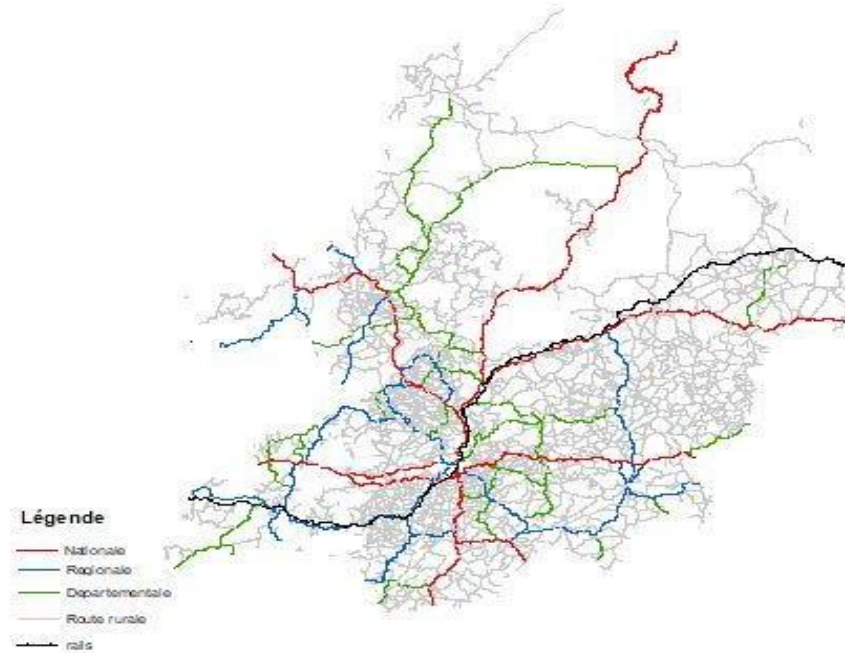 Légende
Nationale
Regionale
Departementale
Route rurale
rails